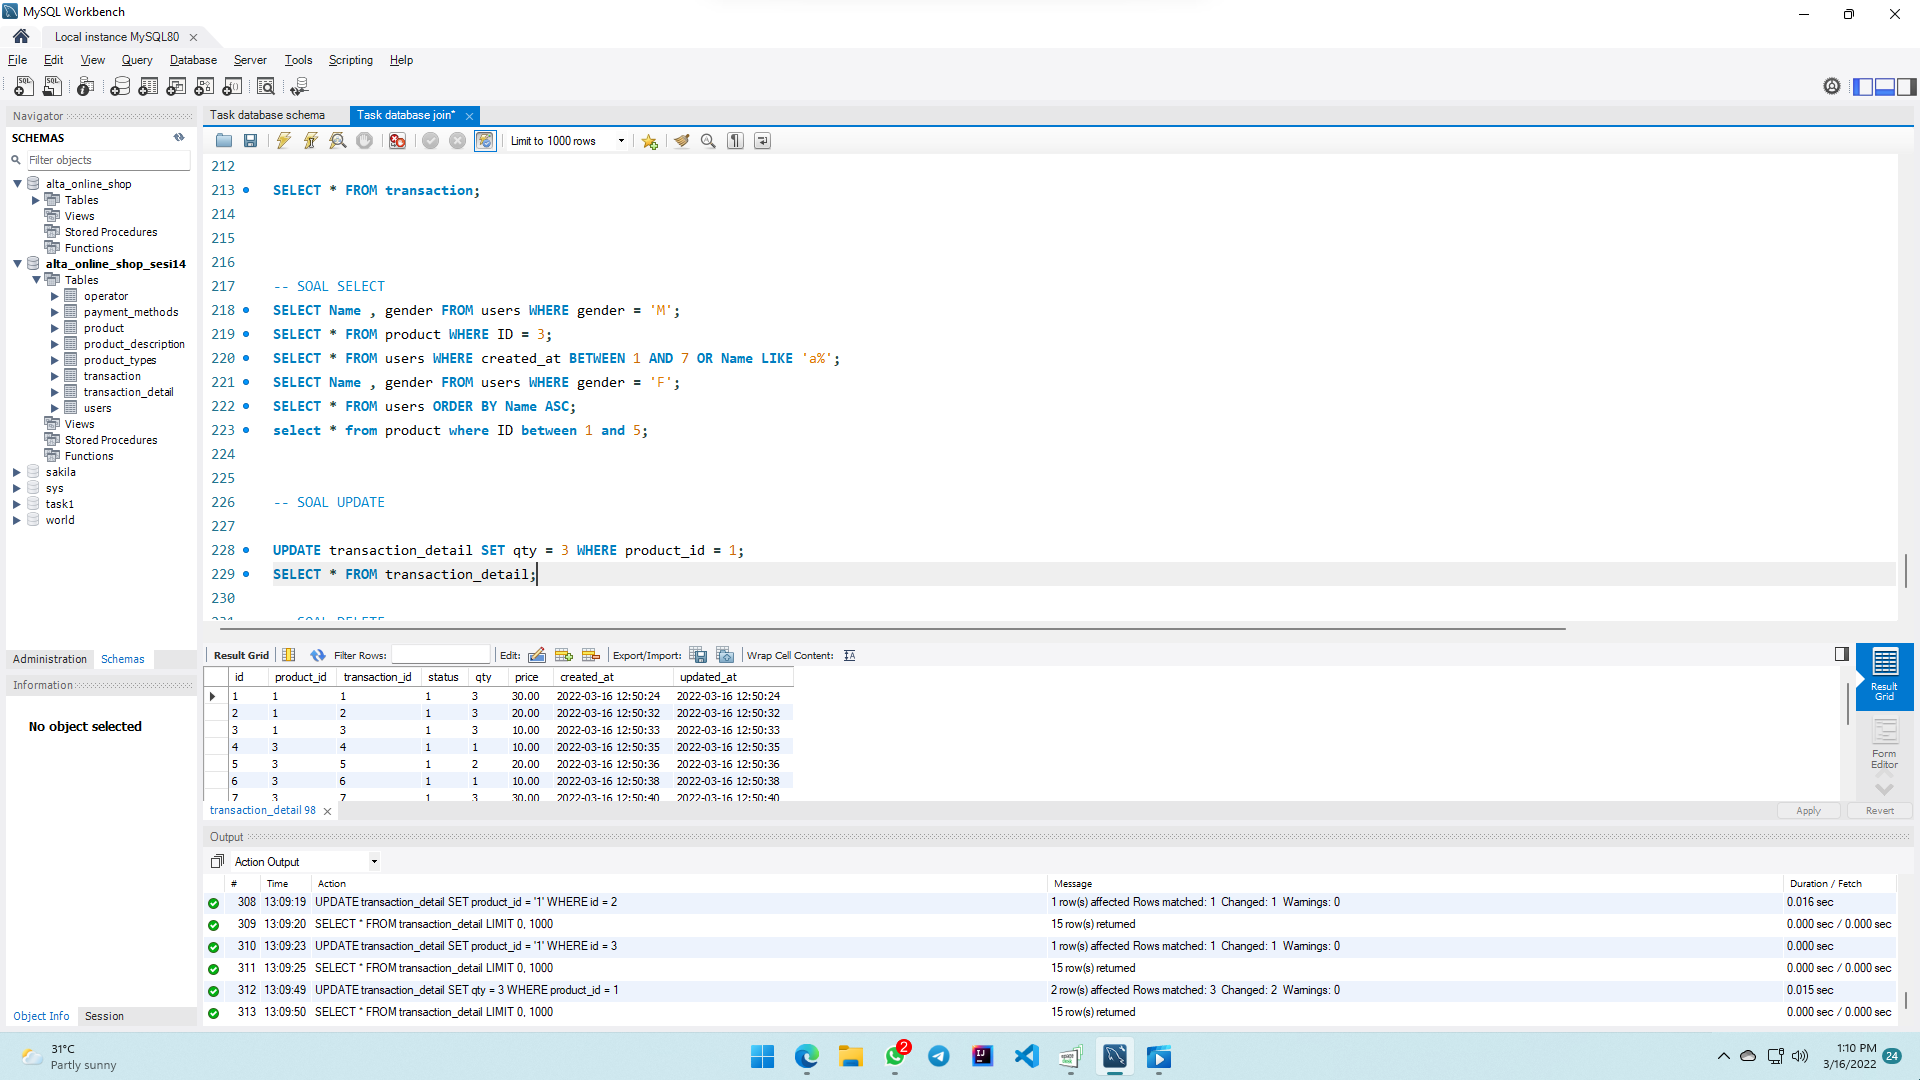 MySQL Workbench
Local instance MySQL80
File Edit View Query Database Server Tools Scripting Help
Navigator
SCHEMAS
Filter objects
alta_online_shop
Tables
Views
Stored Procedures
Functions
alta_online_shop_sesi14
Tables
operator
payment_methods
product
product_description
product_types
transaction
transaction_detail
users
Views
Stored Procedures
Functions
sakila
sys
task1
world
Administration Schemas
Information
No object selected
Object Info Session
Task database schema Task database join*
Limit to 1000 rows
212
213 SELECT * FROM transaction;
214
215
216
217 -- SOAL SELECT
218 SELECT Name , gender FROM users WHERE gender = 'M';
219 SELECT * FROM product WHERE ID = 3;
220 SELECT * FROM users WHERE created_at BETWEEN 1 AND 7 OR Name LIKE 'a%';
221 SELECT Name , gender FROM users WHERE gender = 'F';
222 SELECT * FROM users ORDER BY Name ASC;
223 select * from product where ID between 1 and 5;
224
225
226 -- SOAL UPDATE
227
228 UPDATE transaction_detail SET qty = 3 WHERE product_id = 1;
229 SELECT * FROM transaction_detail;
230
231 -- SOAL DELETE
Result Grid Filter Rows: Edit: Export/Import: Wrap Cell Content:
id product_id transaction_id status qty price created_at updated_at
1 1 1 1 3 30.00 2022-03-16 12:50:24 2022-03-16 12:50:24
2 1 2 1 3 20.00 2022-03-16 12:50:32 2022-03-16 12:50:32
3 1 3 1 3 10.00 2022-03-16 12:50:33 2022-03-16 12:50:33
4 3 4 1 1 10.00 2022-03-16 12:50:35 2022-03-16 12:50:35
5 3 5 1 2 20.00 2022-03-16 12:50:36 2022-03-16 12:50:36
6 3 6 1 1 10.00 2022-03-16 12:50:38 2022-03-16 12:50:38
7 3 7 1 3 30.00 2022-03-16 12:50:40 2022-03-16 12:50:40
Result Grid
Form Editor
transaction_detail 98
Apply Revert
Output
Action Output
# Time Action Message Duration / Fetch
308 13:09:19 UPDATE transaction_detail SET product_id = '1' WHERE id = 2 1 row(s) affected Rows matched: 1 Changed: 1 Warnings: 0 0.016 sec
309 13:09:20 SELECT * FROM transaction_detail LIMIT 0, 1000 15 row(s) returned 0.000 sec / 0.000 sec
310 13:09:23 UPDATE transaction_detail SET product_id = '1' WHERE id = 3 1 row(s) affected Rows matched: 1 Changed: 1 Warnings: 0 0.000 sec
311 13:09:25 SELECT * FROM transaction_detail LIMIT 0, 1000 15 row(s) returned 0.000 sec / 0.000 sec
312 13:09:49 UPDATE transaction_detail SET qty = 3 WHERE product_id = 1 2 row(s) affected Rows matched: 3 Changed: 2 Warnings: 0 0.015 sec
313 13:09:50 SELECT * FROM transaction_detail LIMIT 0, 1000 15 row(s) returned 0.000 sec / 0.000 sec
31°C
Partly sunny
2
1:10 PM
3/16/2022
24